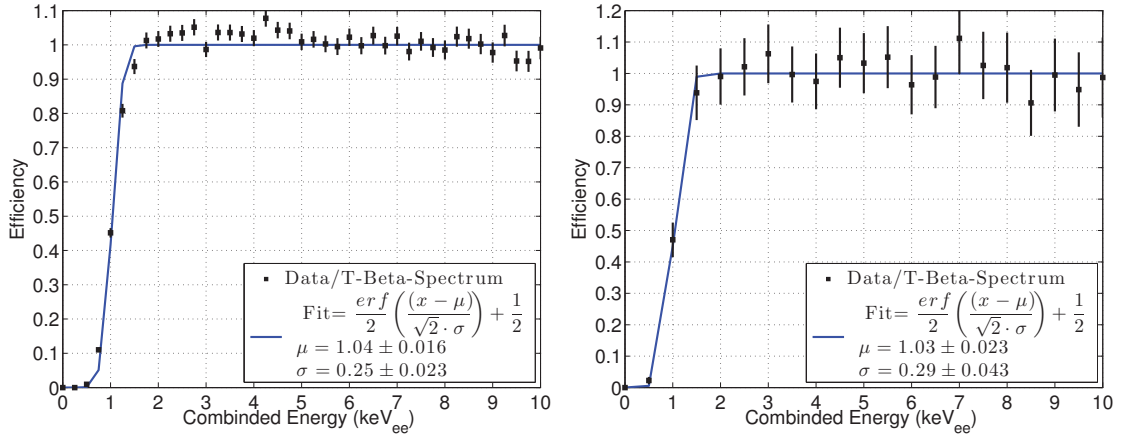 1.1
1
0.9
0.8
0.7
0.6
0.5
0.4
0.3
0.2
0.1
0
Efficiency
0 1 2 3 4 5 6 7 8 9 10
Combinded Energy (keV_ee)
Data/T-Beta-Spectrum
Fit= erf/2 ((x − μ)/(√2 · σ)) + 1/2
μ = 1.04 ± 0.016
σ = 0.25 ± 0.023
1.2
1.1
1
0.9
0.8
0.7
0.6
0.5
0.4
0.3
0.2
0.1
0
Efficiency
0 1 2 3 4 5 6 7 8 9 10
Combinded Energy (keV_ee)
Data/T-Beta-Spectrum
Fit= erf/2 ((x − μ)/(√2 · σ)) + 1/2
μ = 1.03 ± 0.023
σ = 0.29 ± 0.043